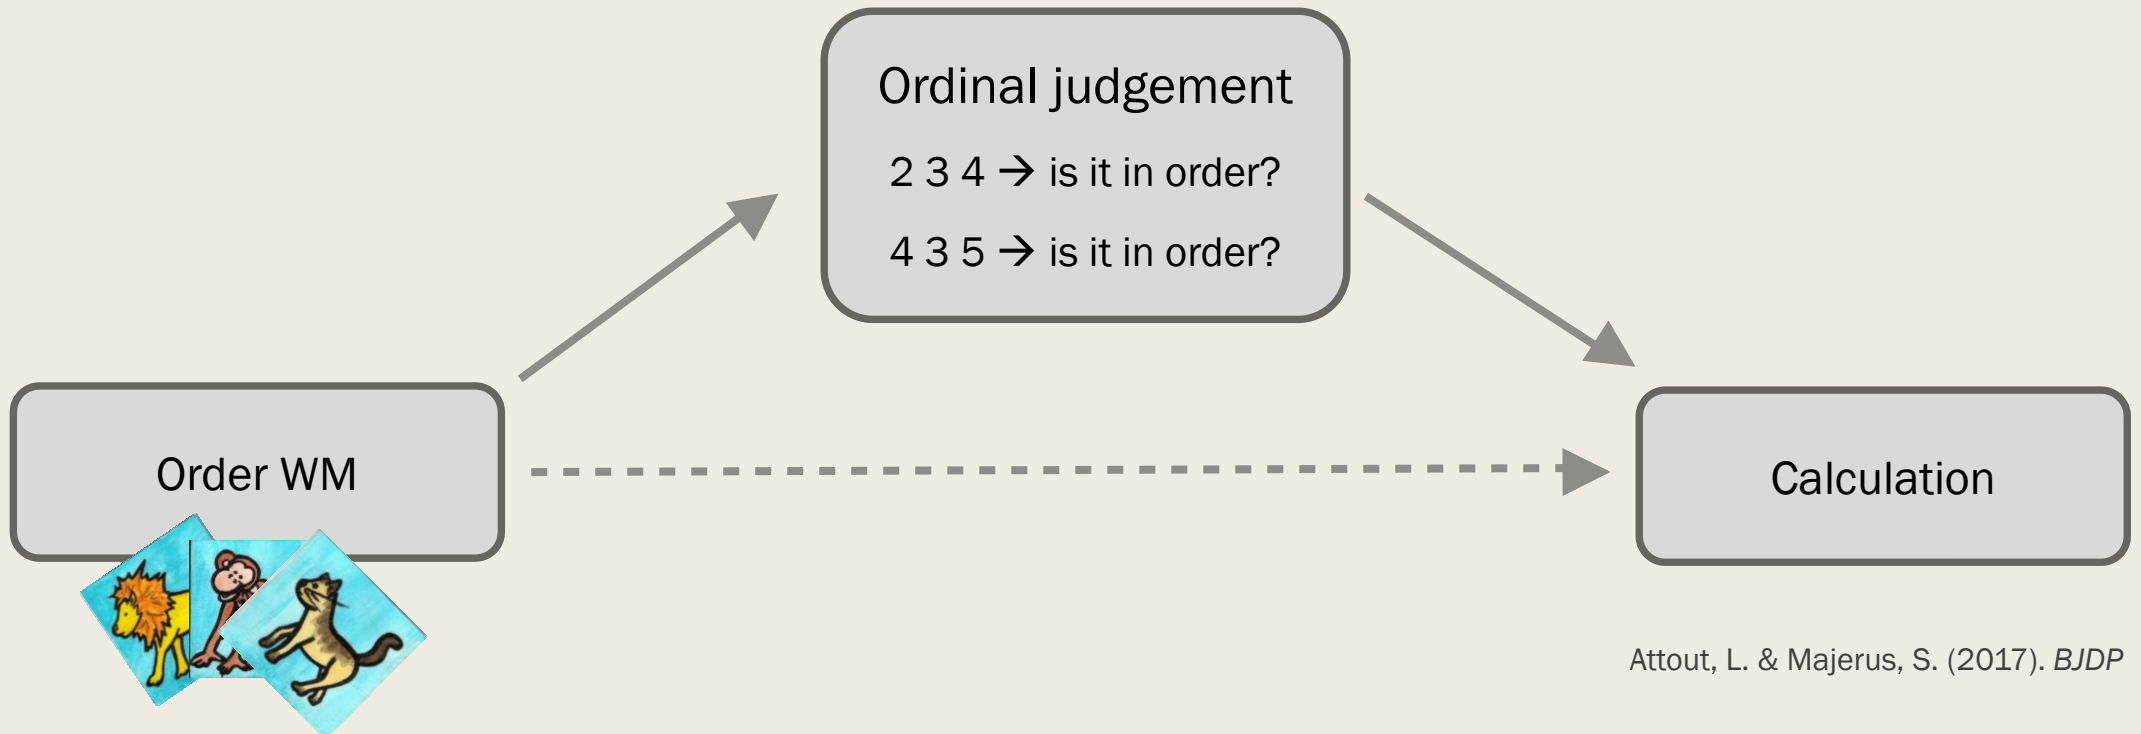 Ordinal judgement
2 3 4 → is it in order?
4 3 5 → is it in order?
Order WM
Calculation
Attout, L. & Majerus, S. (2017). BJDP